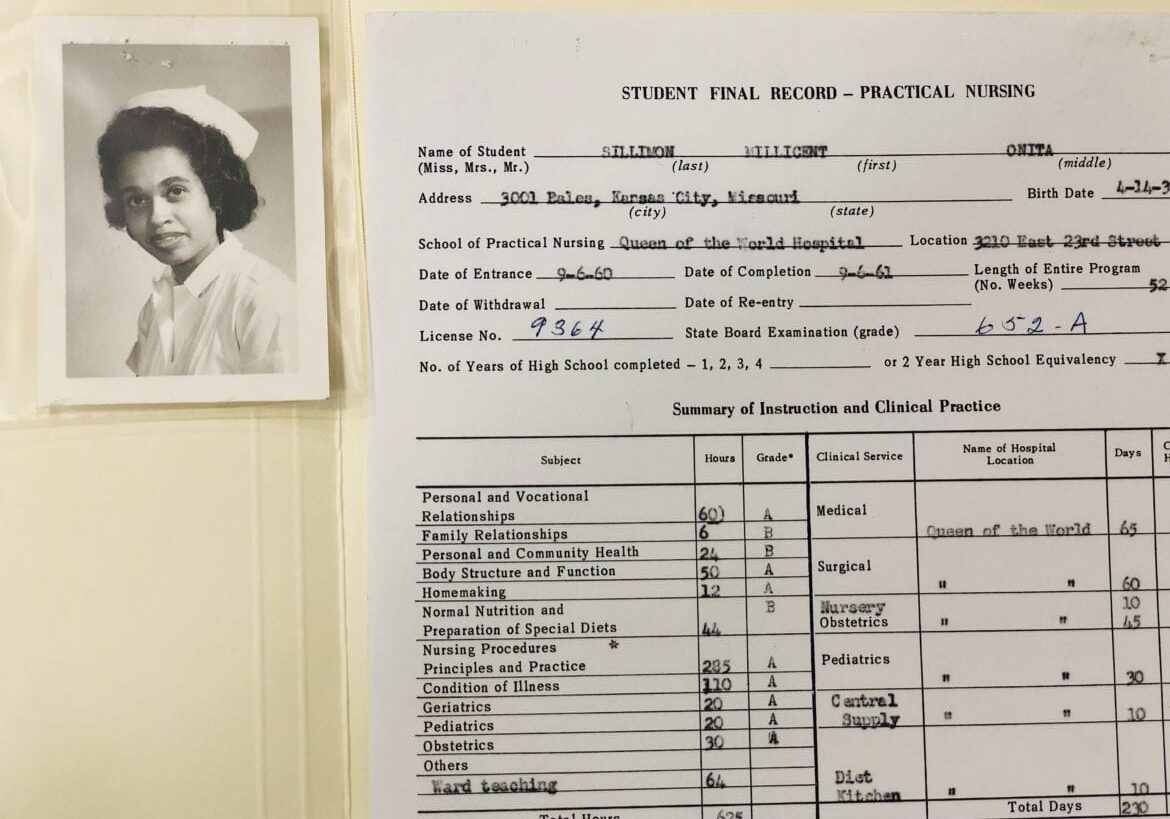 STUDENT FINAL RECORD – PRACTICAL NURSING
Name of Student SILLIMON MILLICENT ONITA
(Miss, Mrs., Mr.) (last) (first) (middle)
Address 3001 Eales, Kansas City, Missouri Birth Date 4-14-3
(city) (state)
School of Practical Nursing Queen of the World Hospital Location 3210 East 23rd Street
Date of Entrance 9-6-60 Date of Completion 9-6-61 Length of Entire Program
(No. Weeks) 52
Date of Withdrawal Date of Re-entry
License No. 9364 State Board Examination (grade) 652-A
No. of Years of High School completed – 1, 2, 3, 4 or 2 Year High School Equivalency X
Summary of Instruction and Clinical Practice
Subject Hours Grade* Clinical Service Name of Hospital Location Days
Personal and Vocational
Relationships 60) A Medical Queen of the World 65
Family Relationships 6 B
Personal and Community Health 24 B
Body Structure and Function 50 A Surgical " " 60
Homemaking 12 A
Normal Nutrition and B Nursery 10
Preparation of Special Diets 44 Obstetrics " " 45
Nursing Procedures *
Principles and Practice 285 A Pediatrics " " 30
Condition of Illness 110 A
Geriatrics 20 A Central
Pediatrics 20 A Supply " " 10
Obstetrics 30 A
Others
Ward teaching 64 Diet
Kitchen " " 10
Total Hours 625 Total Days 230